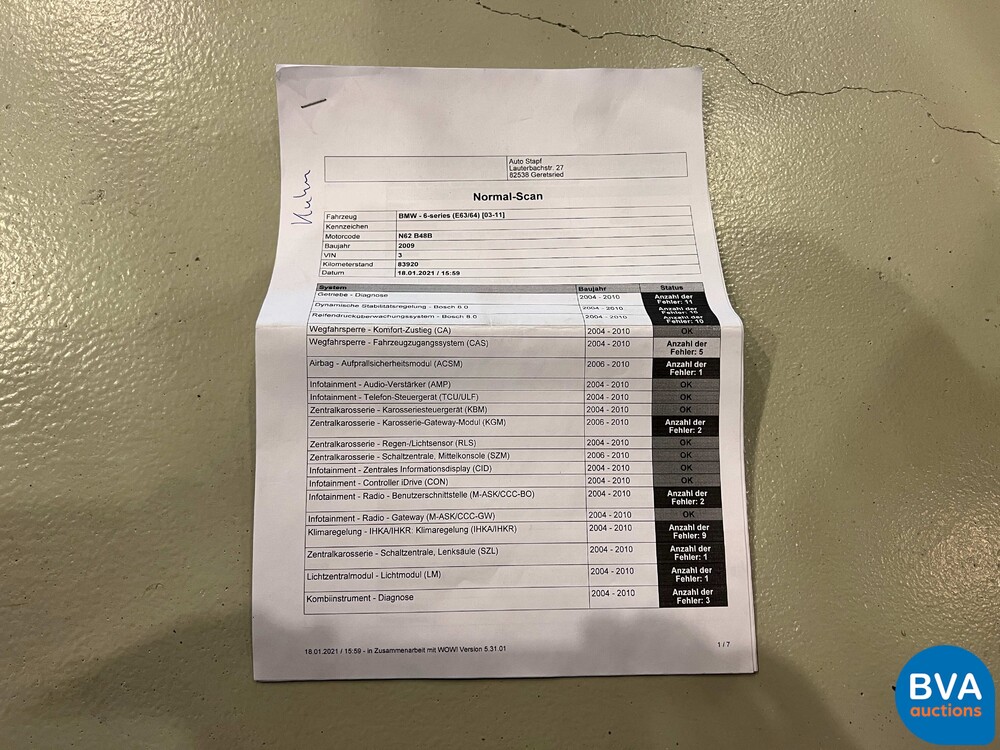 Kuhn
Auto Stapf
Lauterbachstr. 27
82538 Geretsried
Normal-Scan
Fahrzeug BMW - 6-series (E63/64) [03-11]
Kennzeichen
Motorcode N62 B48B
Baujahr 2009
VIN 3
Kilometerstand 83920
Datum 18.01.2021 / 15:59
System Baujahr Status
Getriebe - Diagnose 2004 - 2010 Anzahl der
Fehler: 11
Dynamische Stabilitätsregelung - Bosch 8.0 2004 - 2010 Anzahl der
Fehler:
Reifendrucküberwachungssystem - Bosch 8.0 2004 - 2010 Anzahl der
Fehler: 10
Wegfahrsperre - Komfort-Zustieg (CA) 2004 - 2010 OK
Wegfahrsperre - Fahrzeugzugangssystem (CAS) 2004 - 2010 Anzahl der
Fehler: 5
Airbag - Aufprallsicherheitsmodul (ACSM) 2006 - 2010 Anzahl der
Fehler: 1
Infotainment - Audio-Verstärker (AMP) 2004 - 2010 OK
Infotainment - Telefon-Steuergerät (TCU/ULF) 2004 - 2010 OK
Zentralkarosserie - Karosseriesteuergerät (KBM) 2004 - 2010 OK
Zentralkarosserie - Karosserie-Gateway-Modul (KGM) 2006 - 2010 Anzahl der
Fehler: 2
Zentralkarosserie - Regen-/Lichtsensor (RLS) 2004 - 2010 OK
Zentralkarosserie - Schaltzentrale, Mittelkonsole (SZM) 2006 - 2010 OK
Infotainment - Zentrales Informationsdisplay (CID) 2004 - 2010 OK
Infotainment - Controller iDrive (CON) 2004 - 2010 OK
Infotainment - Radio - Benutzerschnittstelle (M-ASK/CCC-BO) 2004 - 2010 Anzahl der
Fehler: 2
Infotainment - Radio - Gateway (M-ASK/CCC-GW) 2004 - 2010 OK
Klimaregelung - IHKA/IHKR: Klimaregelung (IHKA/IHKR) 2004 - 2010 Anzahl der
Fehler: 9
Zentralkarosserie - Schaltzentrale, Lenksäule (SZL) 2004 - 2010 Anzahl der
Fehler: 1
Lichtzentralmodul - Lichtmodul (LM) 2004 - 2010 Anzahl der
Fehler: 1
Kombiinstrument - Diagnose 2004 - 2010 Anzahl der
Fehler: 3
18.01.2021 / 15:59 - in Zusammenarbeit mit WOW! Version 5.31.01 1 / 7
BVA
auctions